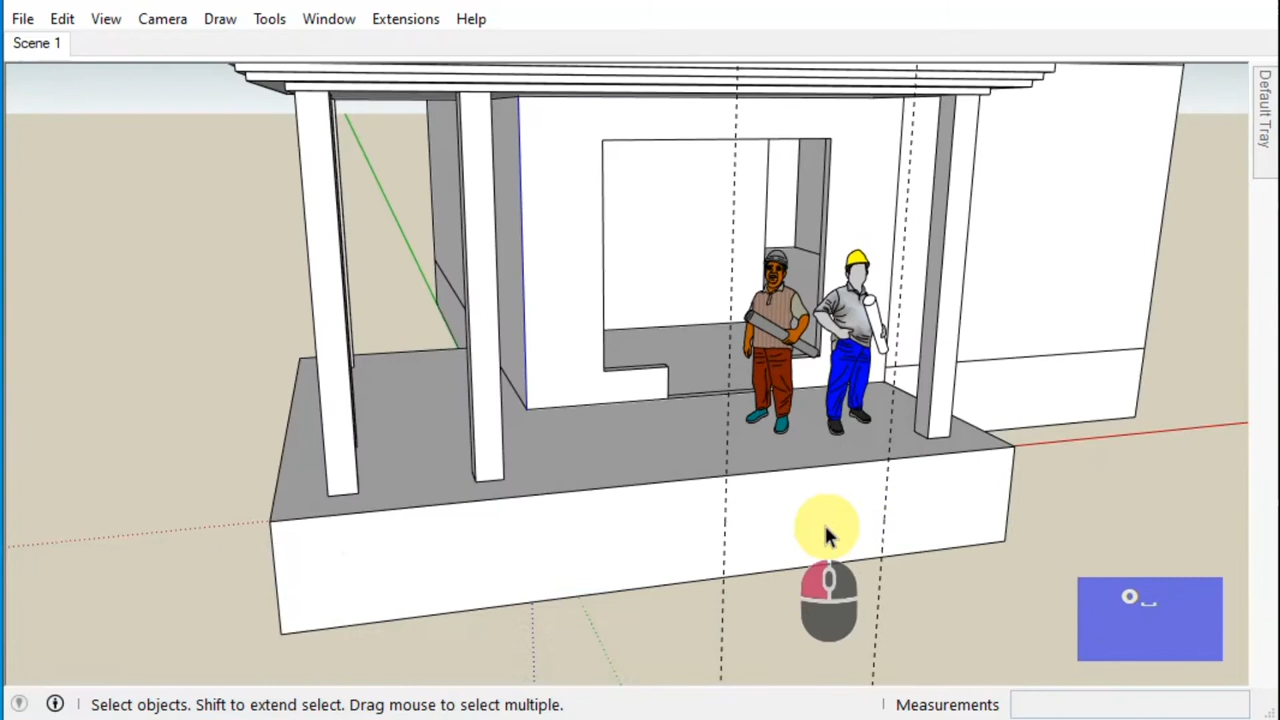 File Edit View Camera Draw Tools Window Extensions Help
Scene 1
Default Tray
Select objects. Shift to extend select. Drag mouse to select multiple.
Measurements